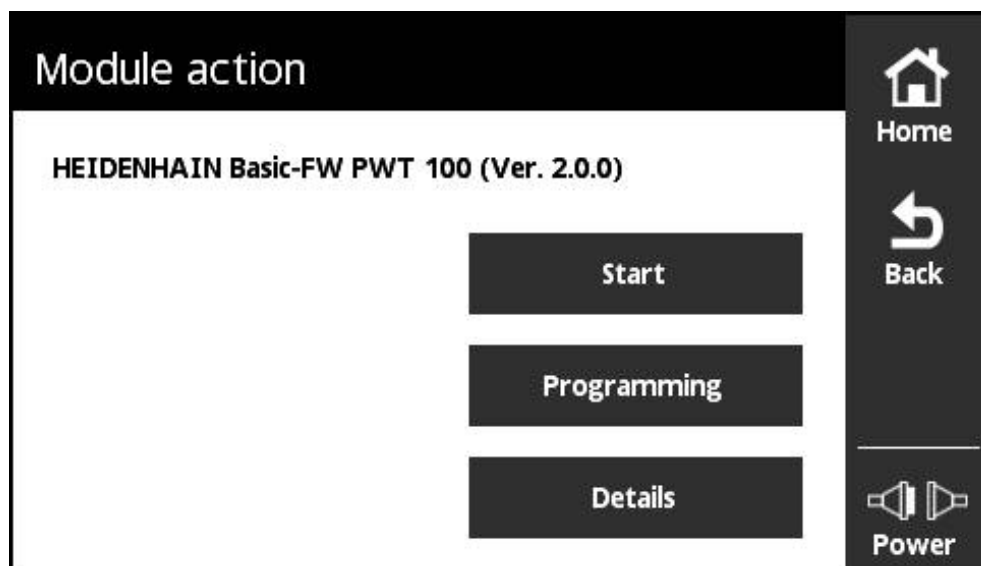 Module action
Home
HEIDENHAIN Basic-FW PWT 100 (Ver. 2.0.0)
Start
Back
Programming
Details
Power